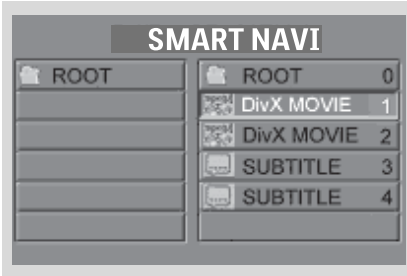 SMART NAVI
ROOT
ROOT 0
DivX MOVIE 1
DivX MOVIE 2
SUBTITLE 3
SUBTITLE 4